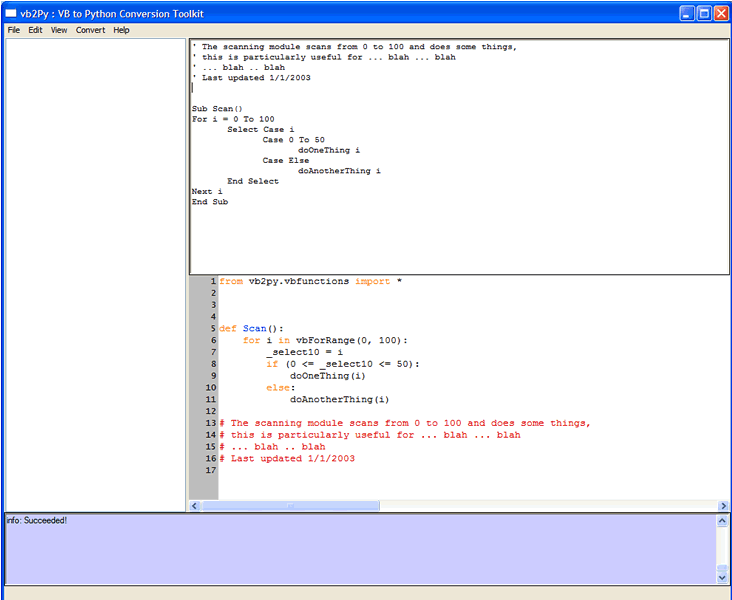 vb2Py : VB to Python Conversion Toolkit
File Edit View Convert Help
' The scanning module scans from 0 to 100 and does some things,
' this is particularly useful for ... blah ... blah
' ... blah .. blah
' Last updated 1/1/2003
Sub Scan()
For i = 0 To 100
Select Case i
Case 0 To 50
doOneThing i
Case Else
doAnotherThing i
End Select
Next i
End Sub
1 from vb2py.vbfunctions import *
2
3
4
5 def Scan():
6 for i in vbForRange(0, 100):
7 _select10 = i
8 if (0 <= _select10 <= 50):
9 doOneThing(i)
10 else:
11 doAnotherThing(i)
12
13 # The scanning module scans from 0 to 100 and does some things,
14 # this is particularly useful for ... blah ... blah
15 # ... blah .. blah
16 # Last updated 1/1/2003
17
info: Succeeded!